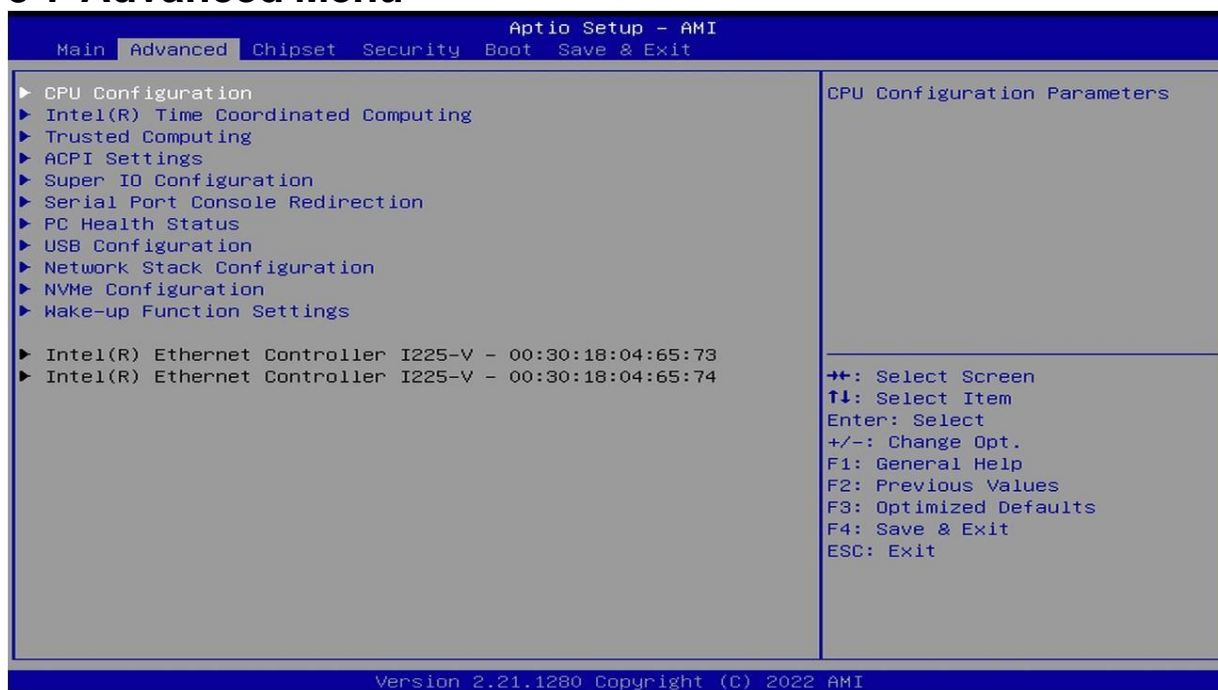 Aptio Setup – AMI
Main Advanced Chipset Security Boot Save & Exit
▶ CPU Configuration
▶ Intel(R) Time Coordinated Computing
▶ Trusted Computing
▶ ACPI Settings
▶ Super IO Configuration
▶ Serial Port Console Redirection
▶ PC Health Status
▶ USB Configuration
▶ Network Stack Configuration
▶ NVMe Configuration
▶ Wake-up Function Settings
▶ Intel(R) Ethernet Controller I225-V – 00:30:18:04:65:73
▶ Intel(R) Ethernet Controller I225-V – 00:30:18:04:65:74
CPU Configuration Parameters
→←: Select Screen
↑↓: Select Item
Enter: Select
+/-: Change Opt.
F1: General Help
F2: Previous Values
F3: Optimized Defaults
F4: Save & Exit
ESC: Exit
Version 2.21.1280 Copyright (C) 2022 AMI